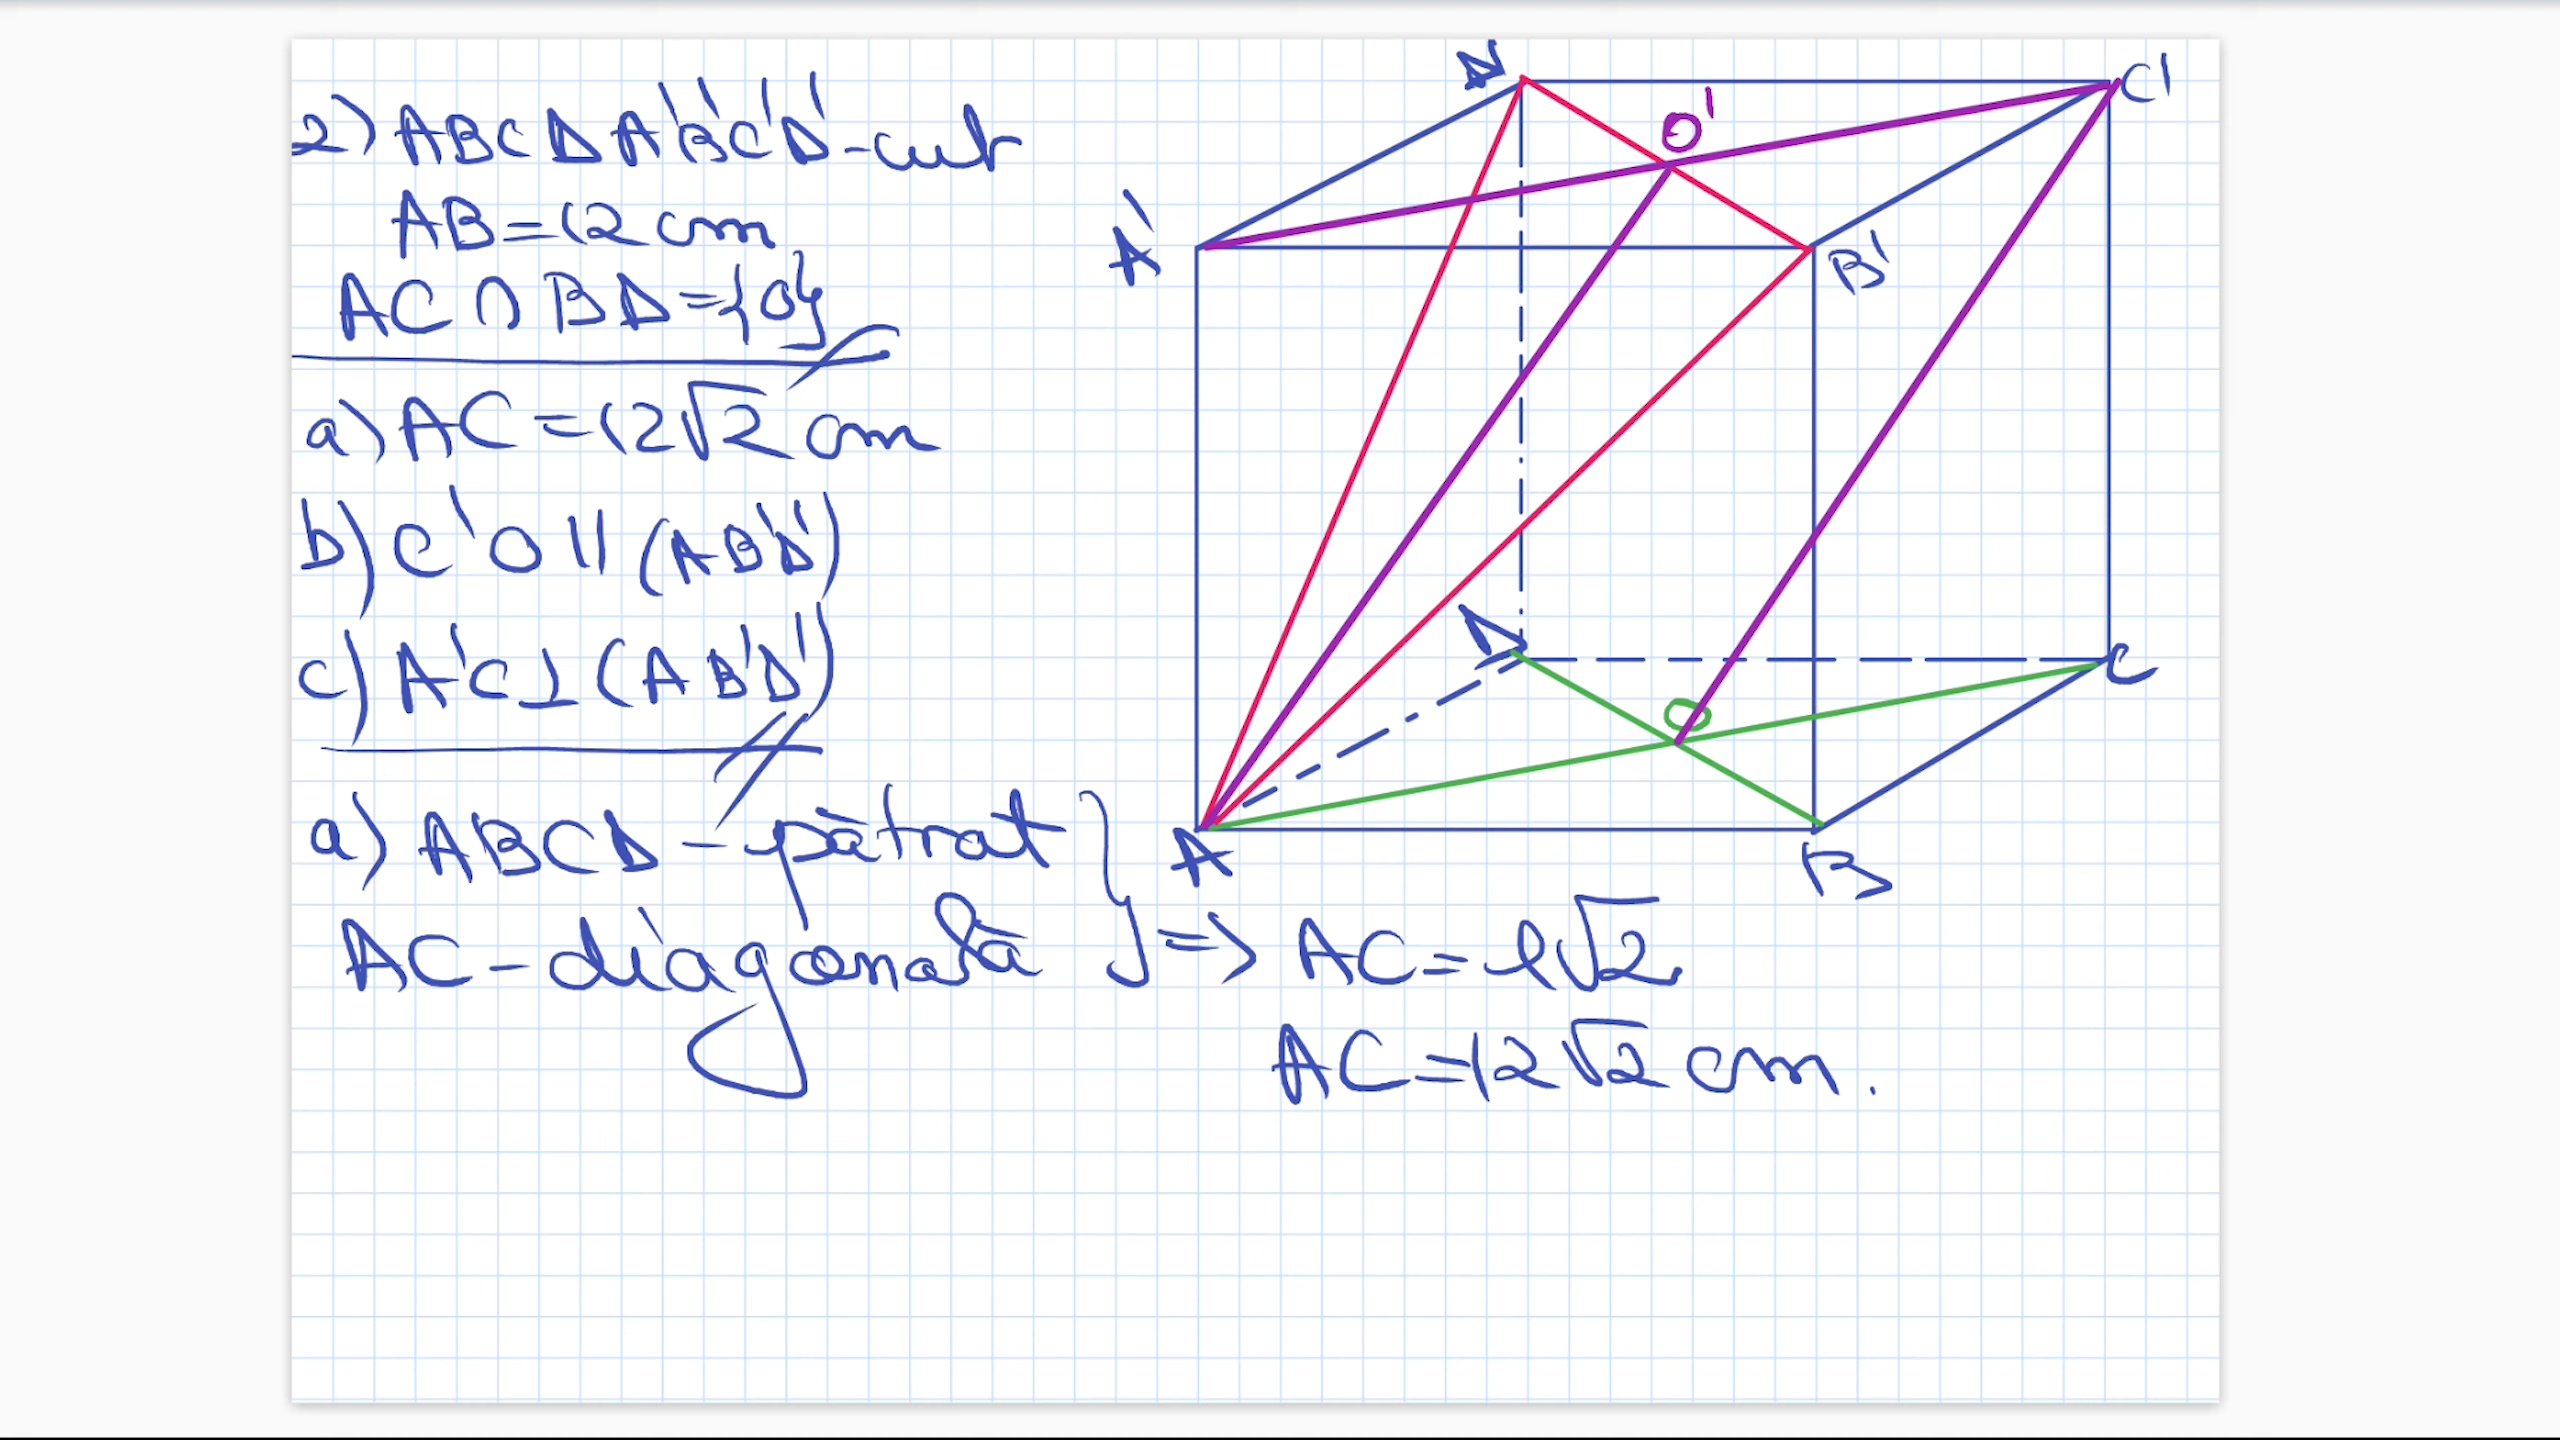 2) ABCDA'B'C'D' - cub
AB = 12 cm
AC ∩ BD = {O}
a) AC = 12√2 cm
b) C'O || (AB'D')
c) A'C ⊥ (AB'D')
a) ABCD - pătrat
AC - diagonală } => AC = l√2
AC = 12√2 cm.
D'
C'
O'
A'
B'
D
C
O
A
B